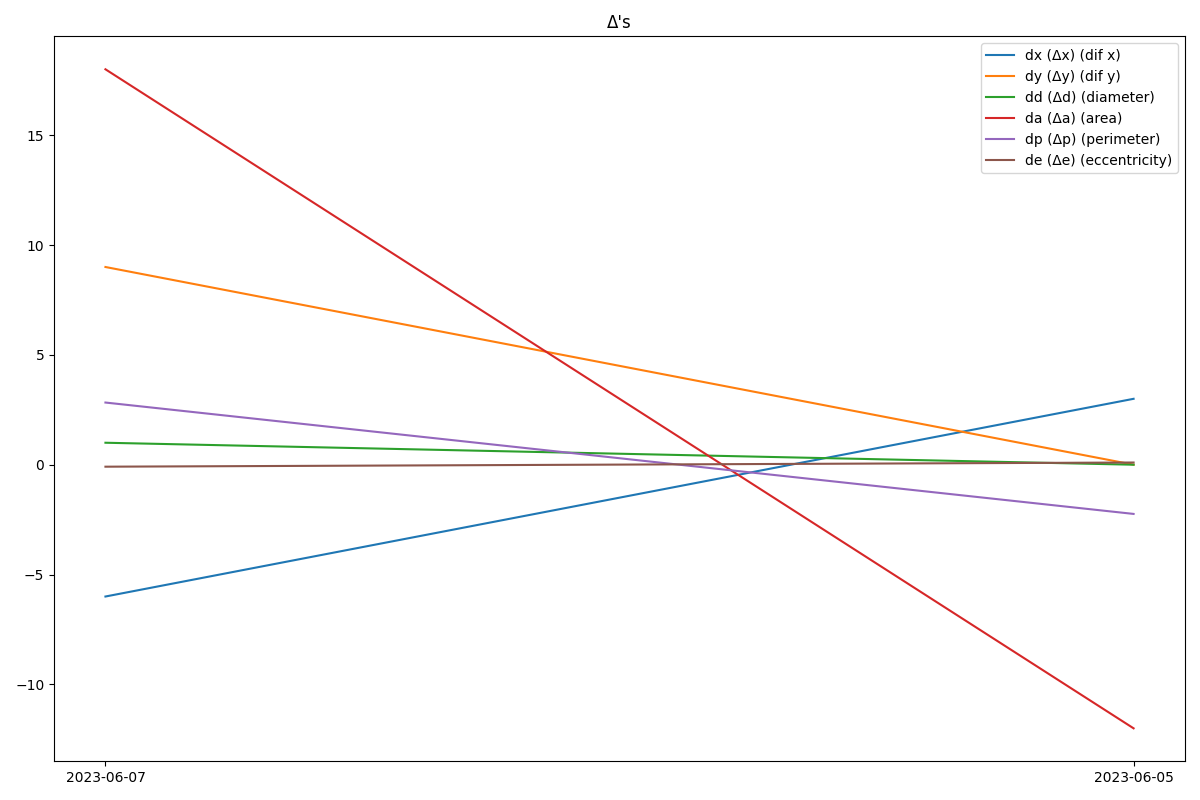 Δ's
dx (Δx) (dif x)
dy (Δy) (dif y)
dd (Δd) (diameter)
da (Δa) (area)
dp (Δp) (perimeter)
de (Δe) (eccentricity)
15
10
5
0
−5
−10
2023-06-07 2023-06-05